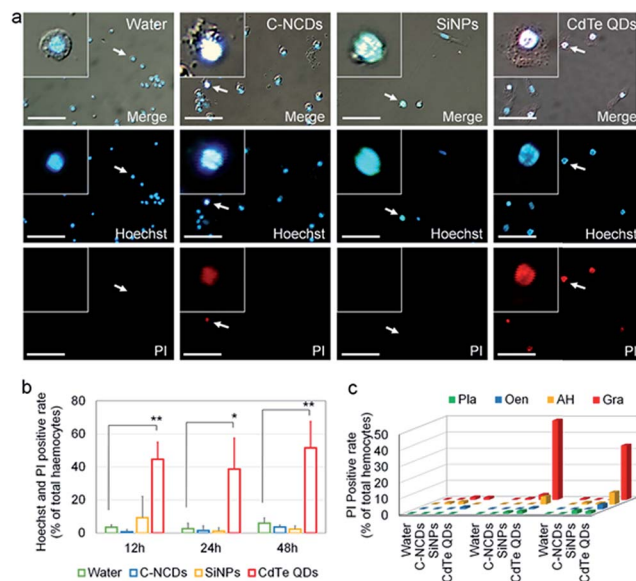 a
Water
C-NCDs
SiNPs
CdTe QDs
Merge
Merge
Merge
Merge
Hoechst
Hoechst
Hoechst
Hoechst
PI
PI
PI
PI
b
Hoechst and PI positive rate
(% of total haemocytes)
80
60
40
20
0
**
*
**
12h
24h
48h
Water
C-NCDs
SiNPs
CdTe QDs
c
Pla
Oen
AH
Gra
PI Positive rate
(% of total hemocytes)
50
40
30
20
10
0
Water
C-NCDs
SiNPs
CdTe QDs
Water
C-NCDs
SiNPs
CdTe QDs
Water
C-NCDs
SiNPs
CdTe QDs